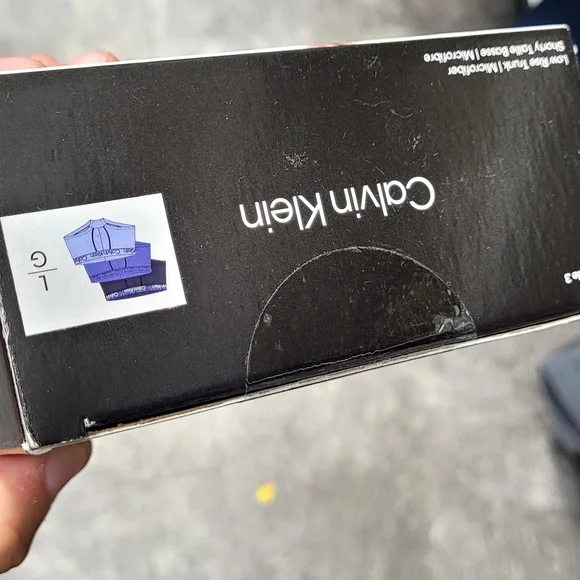 Calvin Klein
L
G
Low Rise Trunk | Microfiber
Shorty Taille Basse | Microfibre